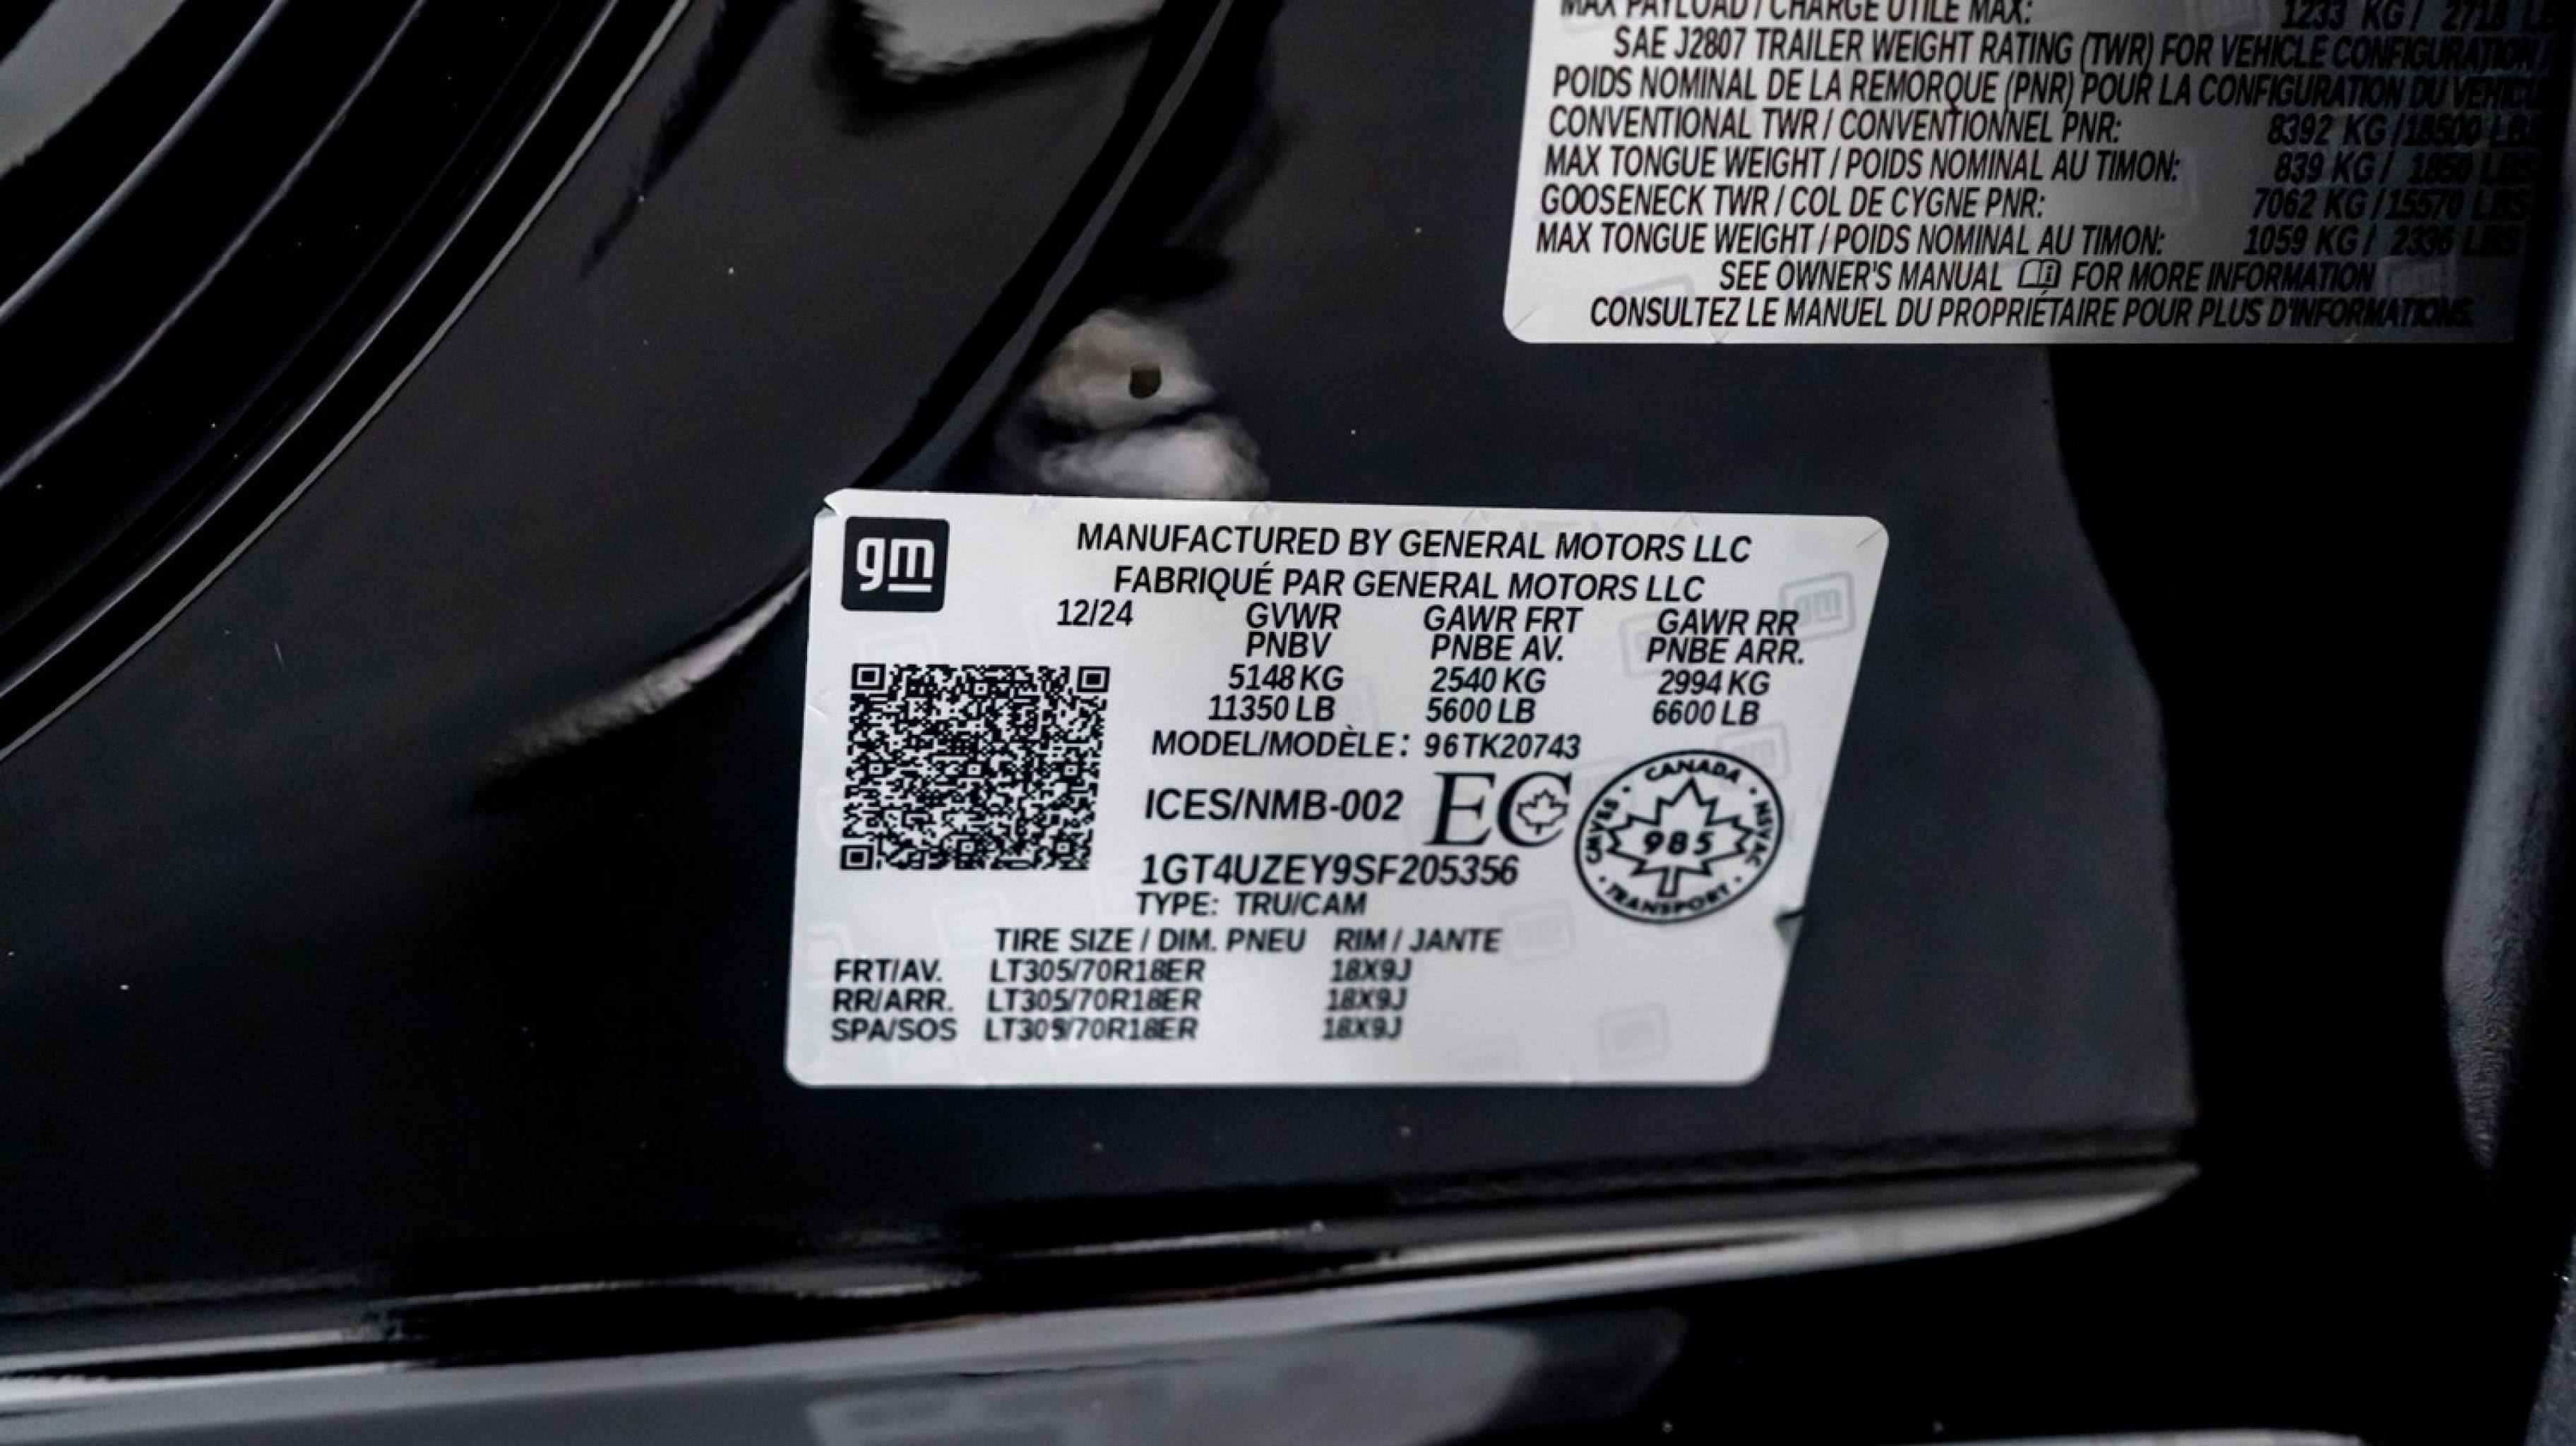 MAX PAYLOAD / CHARGE UTILE MAX: 1233 KG / 2718
SAE J2807 TRAILER WEIGHT RATING (TWR) FOR VEHICLE CONFIGURATION /
POIDS NOMINAL DE LA REMORQUE (PNR) POUR LA CONFIGURATION DU
CONVENTIONAL TWR / CONVENTIONNEL PNR: 8392 KG /18500 LBS
MAX TONGUE WEIGHT / POIDS NOMINAL AU TIMON: 839 KG / 1850 LBS
GOOSENECK TWR / COL DE CYGNE PNR: 7062 KG /15570 LBS
MAX TONGUE WEIGHT / POIDS NOMINAL AU TIMON: 1059 KG / 2336 LBS
SEE OWNER'S MANUAL FOR MORE INFORMATION
CONSULTEZ LE MANUEL DU PROPRIÉTAIRE POUR PLUS D'INFORMATIONS.
gm
MANUFACTURED BY GENERAL MOTORS LLC
FABRIQUÉ PAR GENERAL MOTORS LLC
12/24 GVWR GAWR FRT GAWR RR
PNBV PNBE AV. PNBE ARR.
5148 KG 2540 KG 2994 KG
11350 LB 5600 LB 6600 LB
MODEL/MODÈLE: 96TK20743
ICES/NMB-002 EC
CANADA
CMVSS 985 NSVAC
TRANSPORT
1GT4UZEY9SF205356
TYPE: TRU/CAM
TIRE SIZE / DIM. PNEU RIM / JANTE
FRT/AV. LT305/70R18ER 18X9J
RR/ARR. LT305/70R18ER 18X9J
SPA/SOS LT305/70R18ER 18X9J